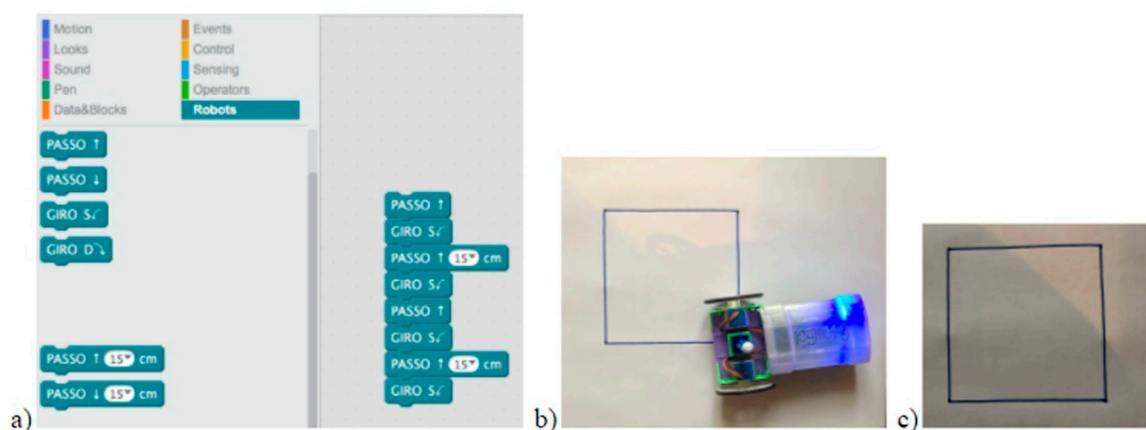 Motion
Events
Looks
Control
Sound
Sensing
Pen
Operators
Data&Blocks
Robots
PASSO ↑
PASSO ↓
GIRO S
GIRO D
PASSO ↑ 15 cm
PASSO ↓ 15 cm
PASSO ↑
GIRO S
PASSO ↑ 15 cm
GIRO S
PASSO ↑
GIRO S
PASSO ↑ 15 cm
GIRO S
a)
b)
c)